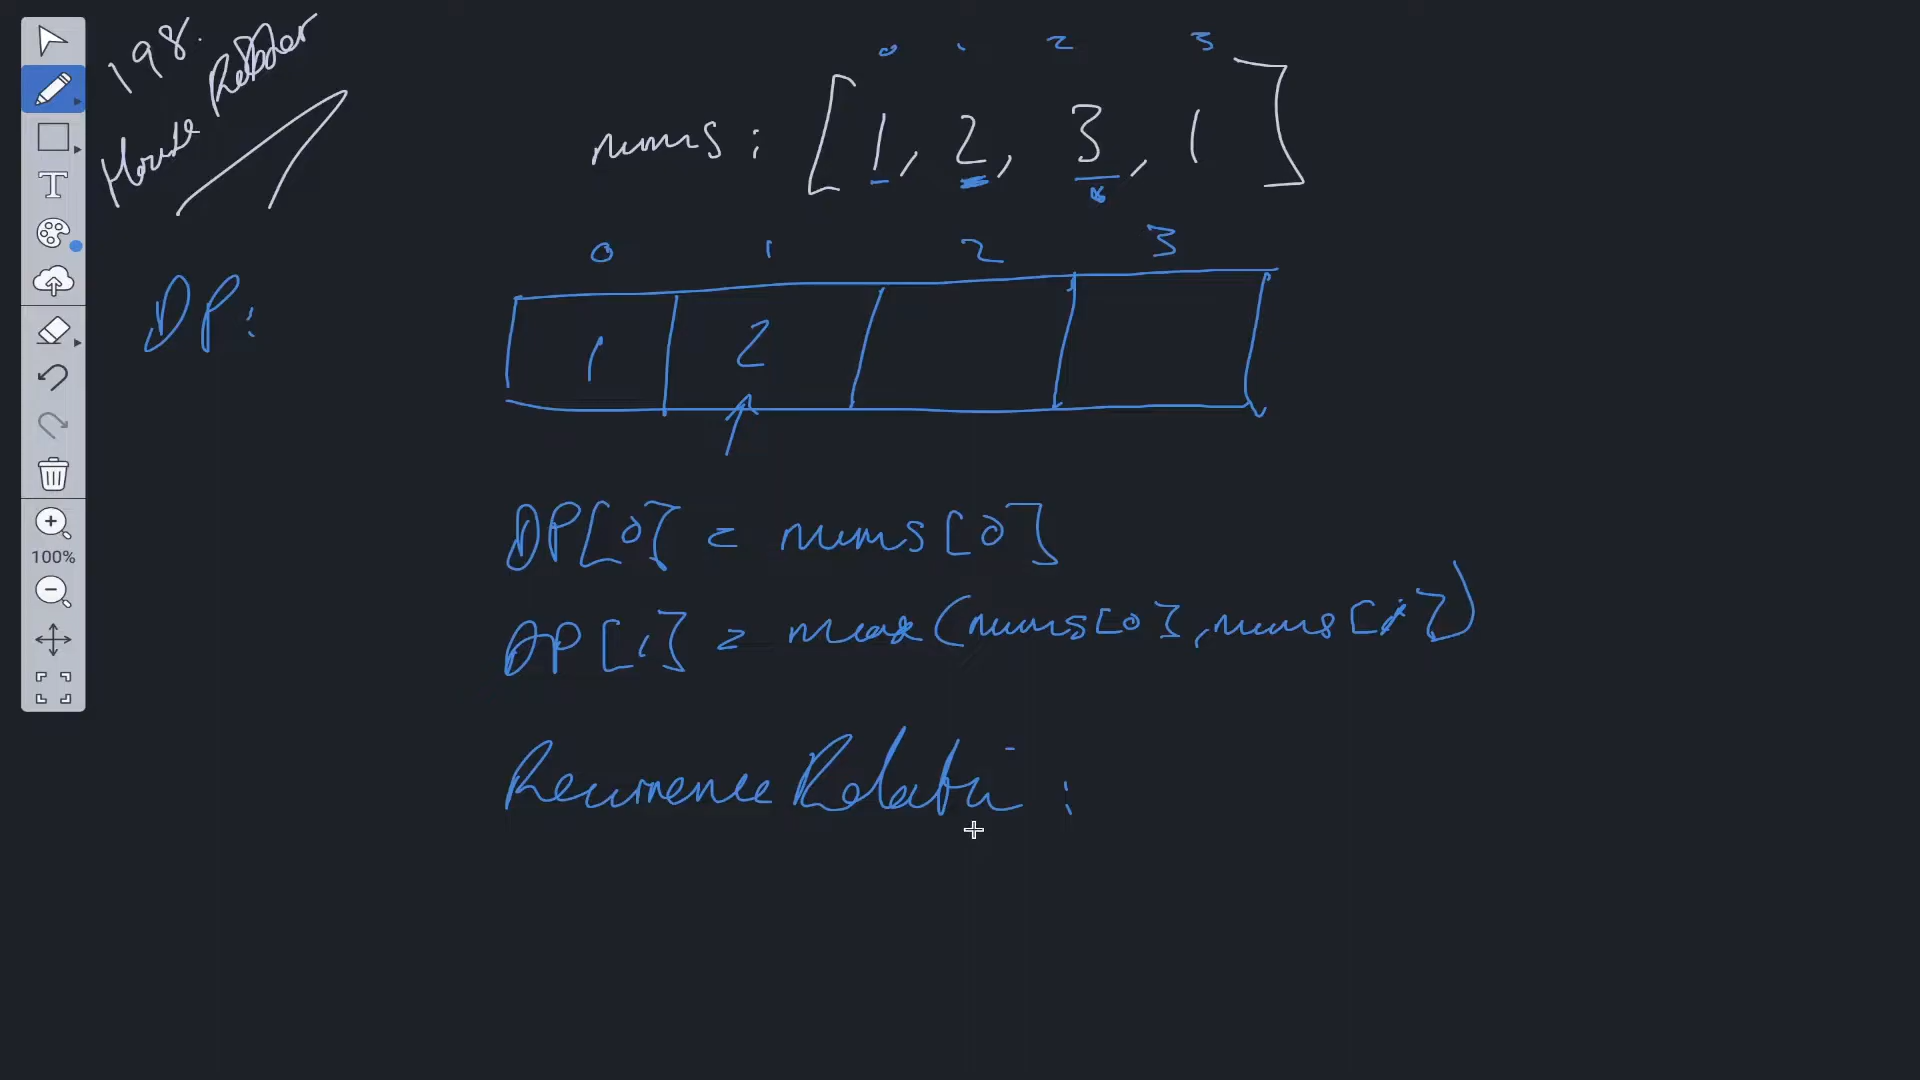 198.
House Robber
0 1 2 3
nums: [1, 2, 3, 1]
0 1 2 3
DP:
1 2
DP[0] = nums[0]
DP[1] = max(nums[0], nums[1])
Recurrence Relation:
T
100%